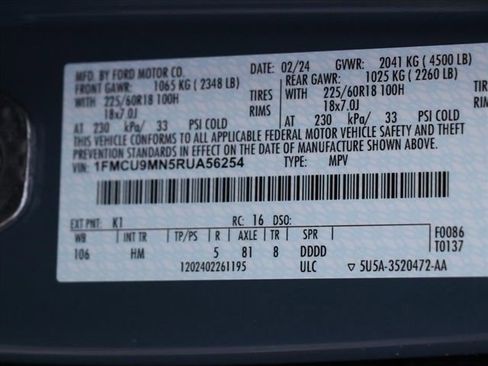 MFD. BY FORD MOTOR CO.
DATE: 02/24 GVWR: 2041 KG (4500 LB)
FRONT GAWR: 1065 KG (2348 LB) REAR GAWR: 1025 KG (2260 LB)
WITH 225/60R18 100H TIRES WITH 225/60R18 100H TIRES
18x7.0J RIMS 18x7.0J RIMS
AT 230 kPa/ 33 PSI COLD AT 230 kPa/ 33 PSI COLD
THIS VEHICLE CONFORMS TO ALL APPLICABLE FEDERAL MOTOR VEHICLE SAFETY AND THEFT
PREVENTION STANDARDS IN EFFECT ON THE DATE OF MANUFACTURE SHOWN ABOVE.
VIN: 1FMCU9MN5RUA56254 TYPE: MPV
EXT PNT: K1 RC: 16 DSO:
WB INT TR TP/PS R AXLE TR SPR F0086
106 HM 5 81 8 DDDD T0137
1202402261195 ULC ▽ 5U5A-3520472-AA